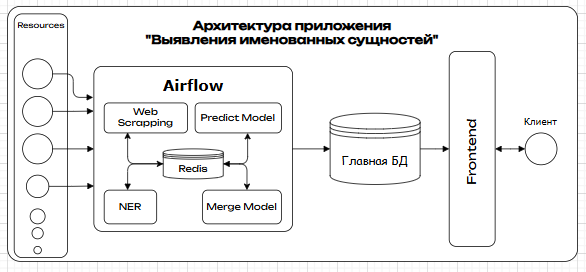 Resources
Архитектура приложения
"Выявления именованных сущностей"
Airflow
Web
Scrapping
Predict Model
Redis
NER
Merge Model
Главная БД
Frontend
Клиент